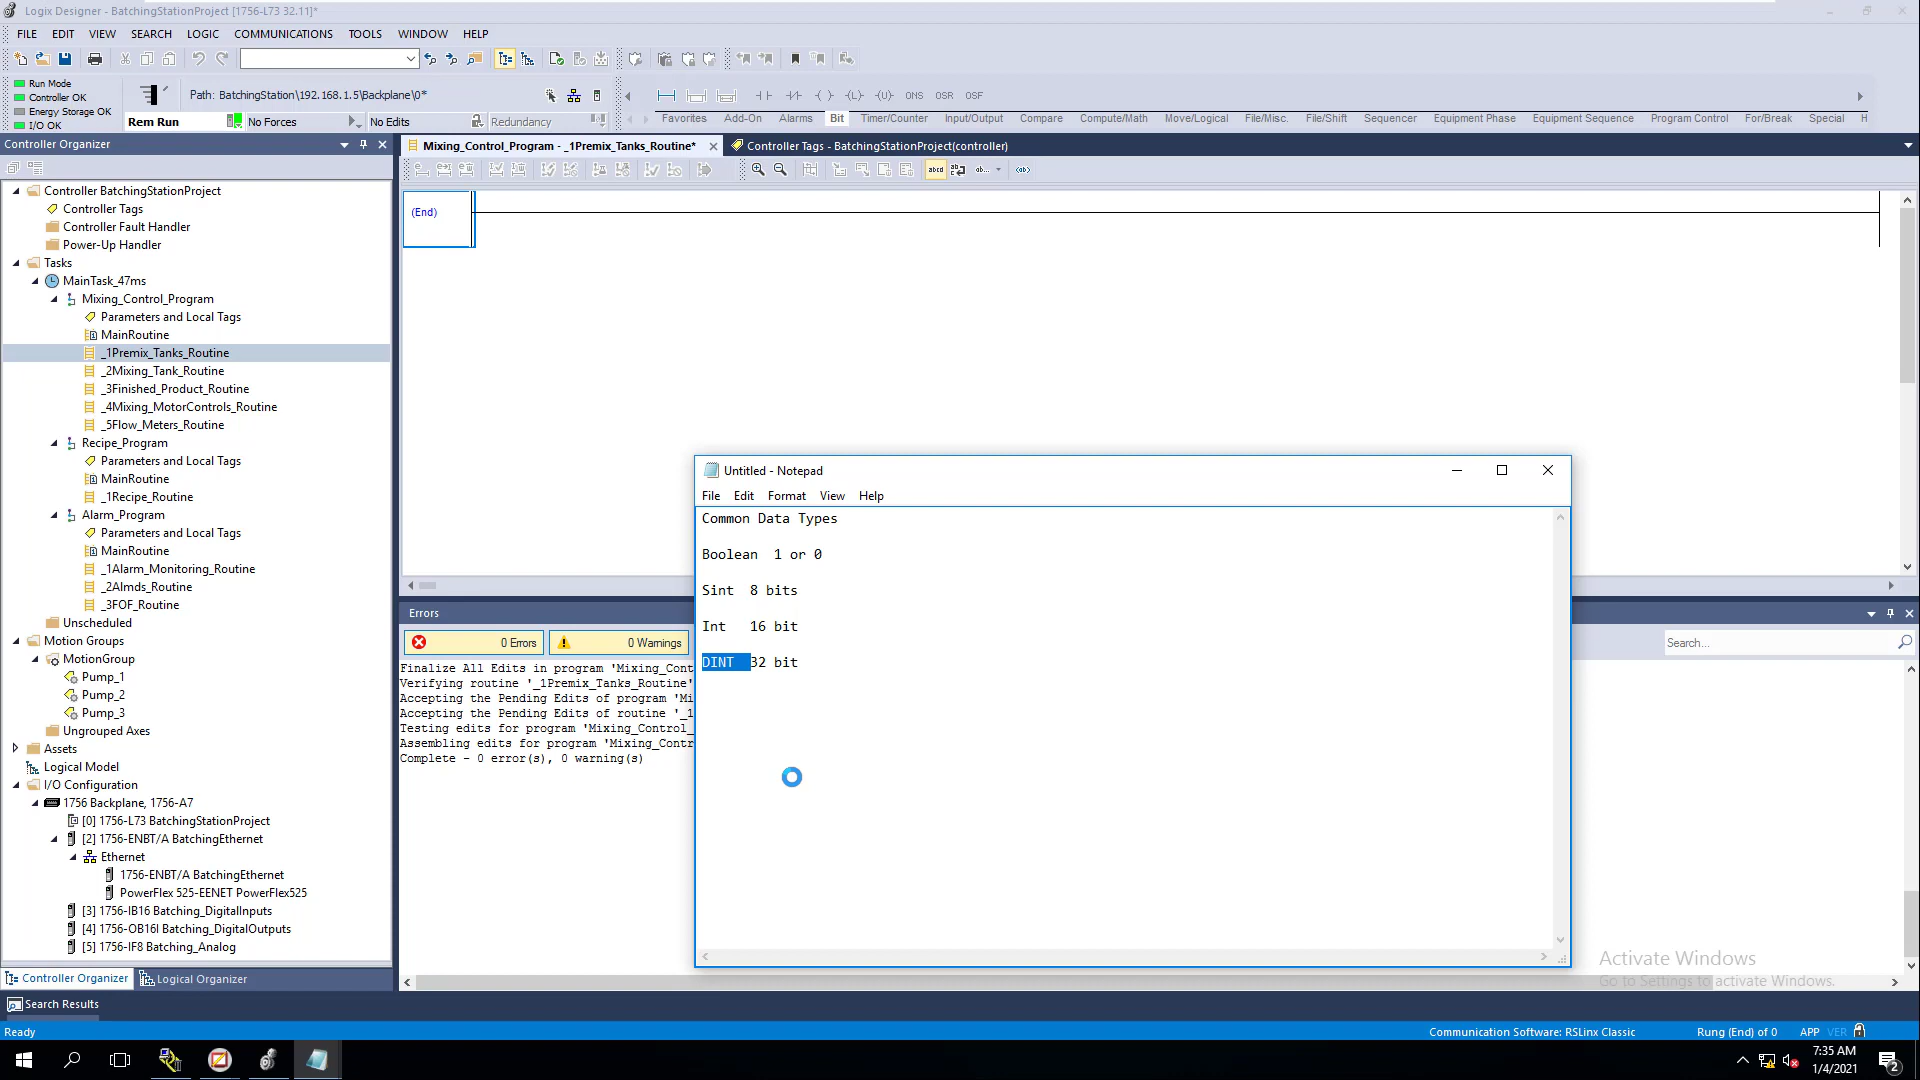 Logix Designer - BatchingStationProject [1756-L73 32.11]*
FILE EDIT VIEW SEARCH LOGIC COMMUNICATIONS TOOLS WINDOW HELP
Run Mode
Controller OK
Energy Storage OK
I/O OK
Path: BatchingStation\192.168.1.5\Backplane\0*
Rem Run No Forces No Edits Redundancy
ONS OSR OSF
Favorites Add-On Alarms Bit Timer/Counter Input/Output Compare Compute/Math Move/Logical File/Misc. File/Shift Sequencer Equipment Phase Equipment Sequence Program Control For/Break Special H
Controller Organizer
Mixing_Control_Program - _1Premix_Tanks_Routine*
Controller Tags - BatchingStationProject(controller)
Controller BatchingStationProject
Controller Tags
Controller Fault Handler
Power-Up Handler
Tasks
MainTask_47ms
Mixing_Control_Program
Parameters and Local Tags
MainRoutine
_1Premix_Tanks_Routine
_2Mixing_Tank_Routine
_3Finished_Product_Routine
_4Mixing_MotorControls_Routine
_5Flow_Meters_Routine
Recipe_Program
Parameters and Local Tags
MainRoutine
_1Recipe_Routine
Alarm_Program
Parameters and Local Tags
MainRoutine
_1Alarm_Monitoring_Routine
_2Almds_Routine
_3FOF_Routine
Unscheduled
Motion Groups
MotionGroup
Pump_1
Pump_2
Pump_3
Ungrouped Axes
Assets
Logical Model
I/O Configuration
1756 Backplane, 1756-A7
[0] 1756-L73 BatchingStationProject
[2] 1756-ENBT/A BatchingEthernet
Ethernet
1756-ENBT/A BatchingEthernet
PowerFlex 525-EENET PowerFlex525
[3] 1756-IB16 Batching_DigitalInputs
[4] 1756-OB16I Batching_DigitalOutputs
[5] 1756-IF8 Batching_Analog
Controller Organizer Logical Organizer
(End)
Errors
0 Errors 0 Warnings
Search...
Finalize All Edits in program 'Mixing_Cont
Verifying routine '_1Premix_Tanks_Routine'
Accepting the Pending Edits of program 'Mi
Accepting the Pending Edits of routine '_1
Testing edits for program 'Mixing_Control_
Assembling edits for program 'Mixing_Contr
Complete - 0 error(s), 0 warning(s)
Untitled - Notepad
File Edit Format View Help
Common Data Types
Boolean 1 or 0
Sint 8 bits
Int 16 bit
DINT 32 bit
Activate Windows
Go to Settings to activate Windows.
Search Results
Ready
Communication Software: RSLinx Classic
Rung (End) of 0
APP VER
7:35 AM
1/4/2021
2